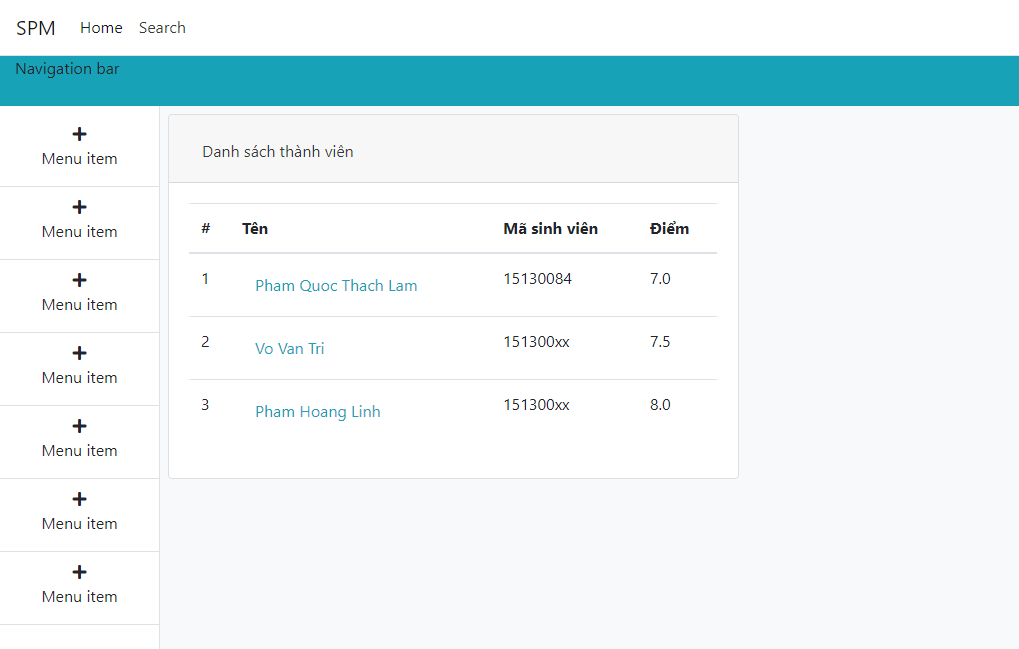 SPM Home Search
Navigation bar
Menu item
Menu item
Menu item
Menu item
Menu item
Menu item
Menu item
Danh sách thành viên
# Tên Mã sinh viên Điểm
1 Pham Quoc Thach Lam 15130084 7.0
2 Vo Van Tri 151300xx 7.5
3 Pham Hoang Linh 151300xx 8.0